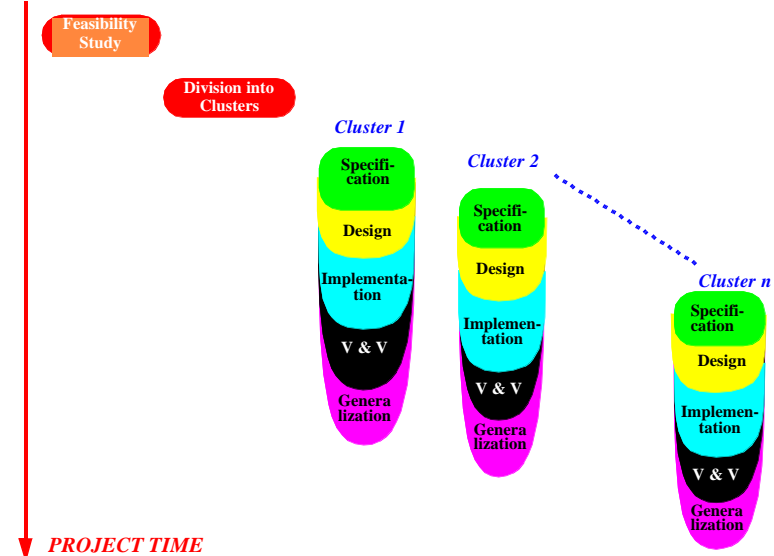 Feasibility
Study
Division into
Clusters
Cluster 1
Specifi-
cation
Design
Implementa-
tion
V & V
Genera
lization
Cluster 2
Specifi-
cation
Design
Implemen-
tation
V & V
Genera
lization
Cluster n
Specifi-
cation
Design
Implemen-
tation
V & V
Genera
lization
PROJECT TIME